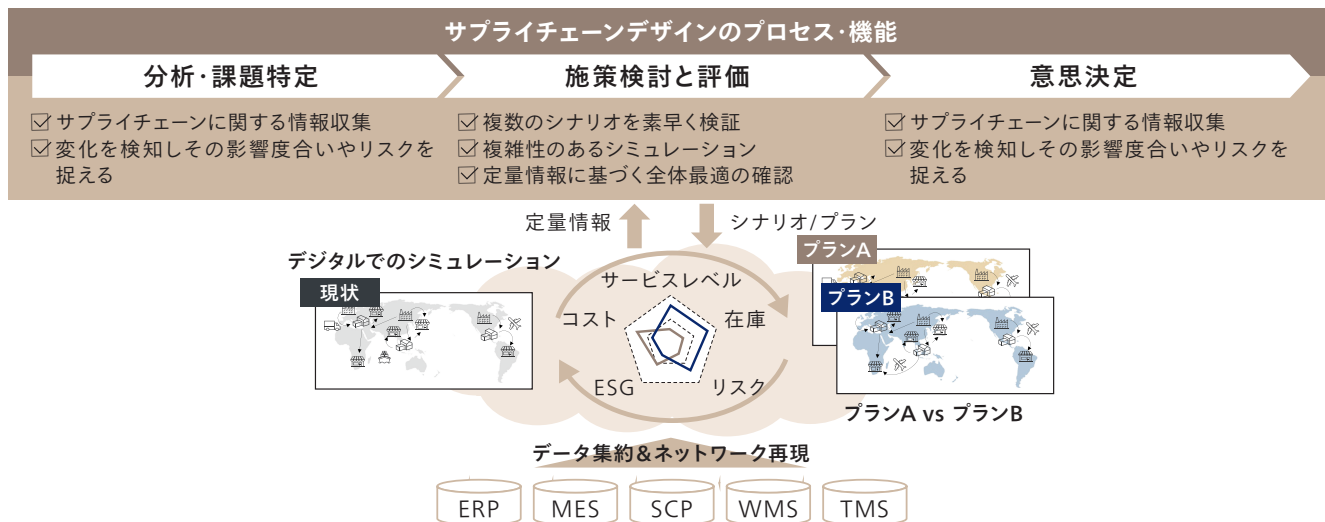 サプライチェーンデザインのプロセス・機能
分析・課題特定
施策検討と評価
意思決定
サプライチェーンに関する情報収集
変化を検知しその影響度合いやリスクを
捉える
複数のシナリオを素早く検証
複雑性のあるシミュレーション
定量情報に基づく全体最適の確認
サプライチェーンに関する情報収集
変化を検知しその影響度合いやリスクを
捉える
定量情報
シナリオ/プラン
デジタルでのシミュレーション
現状
サービスレベル
コスト
在庫
ESG
リスク
プランA
プランB
プランA vs プランB
データ集約&ネットワーク再現
ERP
MES
SCP
WMS
TMS